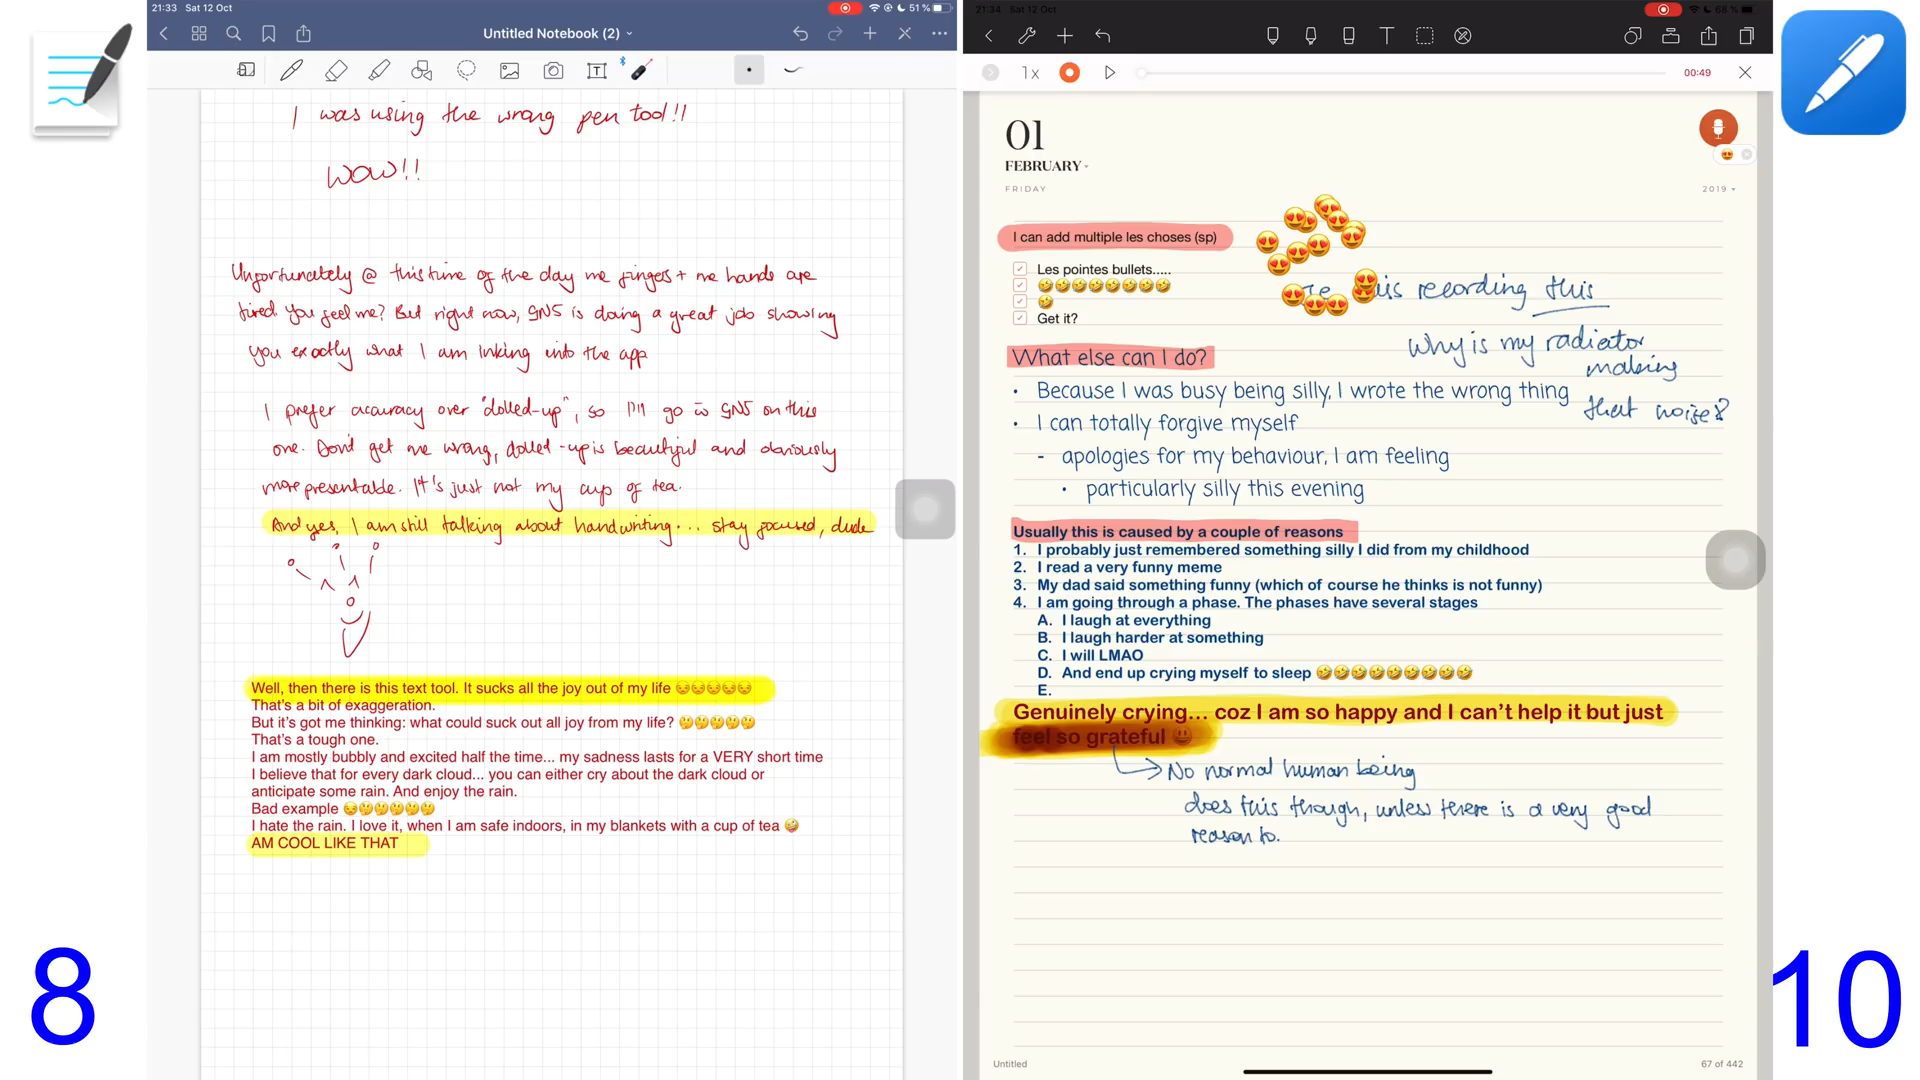 21:33 Sat 12 Oct
51 %
Untitled Notebook (2)
I was using the wrong pen tool!!
WOW!!
Unfortunately @ this time of the day me fingers + me hands are
tired. You feel me? But right now, GN5 is doing a great job showing
you exactly what I am inking into the app
I prefer accuracy over "dolled-up", so I'll go to GN5 on this
one. Don't get me wrong, dolled-up is beautiful and obviously
more presentable. It's just not my cup of tea.
And yes, I am still talking about handwriting... stay focused, dude
Well, then there is this text tool. It sucks all the joy out of my life 😒😒😒😒😒
That's a bit of exaggeration.
But it's got me thinking: what could suck out all joy from my life? 🤔🤔🤔🤔🤔
That's a tough one.
I am mostly bubbly and excited half the time... my sadness lasts for a VERY short time
I believe that for every dark cloud... you can either cry about the dark cloud or
anticipate some rain. And enjoy the rain.
Bad example 😒🤔🤔🤔🤔🤔
I hate the rain. I love it, when I am safe indoors, in my blankets with a cup of tea 🤪
AM COOL LIKE THAT
8
21:34 Sat 12 Oct
68 %
1x
00:49
01
FEBRUARY
FRIDAY
2019
I can add multiple les choses (sp)
Les pointes bullets.....
🤣🤣🤣🤣🤣🤣🤣🤣
🤣
Get it?
recording this
Why is my radiator
making
that noise?
What else can I do?
• Because I was busy being silly, I wrote the wrong thing
• I can totally forgive myself
- apologies for my behaviour, I am feeling
• particularly silly this evening
Usually this is caused by a couple of reasons
1. I probably just remembered something silly I did from my childhood
2. I read a very funny meme
3. My dad said something funny (which of course he thinks is not funny)
4. I am going through a phase. The phases have several stages
A. I laugh at everything
B. I laugh harder at something
C. I will LMAO
D. And end up crying myself to sleep 🤣🤣🤣🤣🤣🤣🤣🤣🤣
E.
Genuinely crying... coz I am so happy and I can't help it but just
feel so grateful 😃
No normal human being
does this though, unless there is a very good
reason to.
Untitled
67 of 442
10